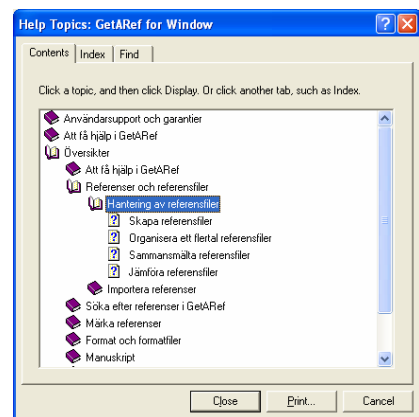 Help Topics: GetARef for Window
Contents Index Find
Click a topic, and then click Display. Or click another tab, such as Index.
Användarsupport och garantier
Att få hjälp i GetARef
Översikter
Att få hjälp i GetARef
Referenser och referensfiler
Hantering av referensfiler
Skapa referensfiler
Organisera ett flertal referensfiler
Sammansmälta referensfiler
Jämföra referensfiler
Importera referenser
Söka efter referenser i GetARef
Märka referenser
Format och formatfiler
Manuskript
Close Print... Cancel